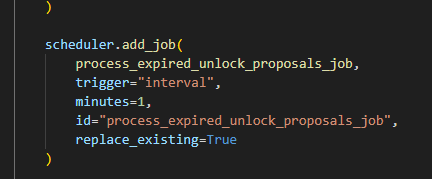 )
scheduler.add_job(
    process_expired_unlock_proposals_job,
    trigger="interval",
    minutes=1,
    id="process_expired_unlock_proposals_job",
    replace_existing=True
)